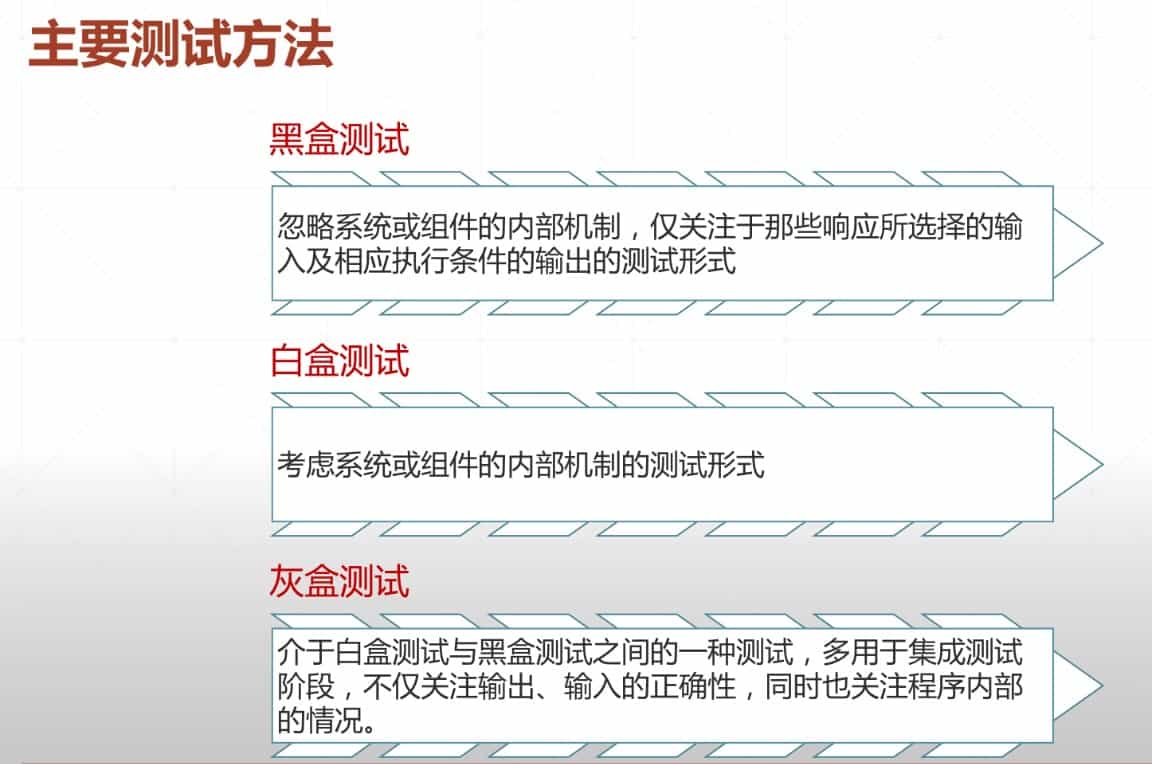 主要测试方法
黑盒测试
忽略系统或组件的内部机制，仅关注于那些响应所选择的输
入及相应执行条件的输出的测试形式
白盒测试
考虑系统或组件的内部机制的测试形式
灰盒测试
介于白盒测试与黑盒测试之间的一种测试，多用于集成测试
阶段，不仅关注输出、输入的正确性，同时也关注程序内部
的情况。